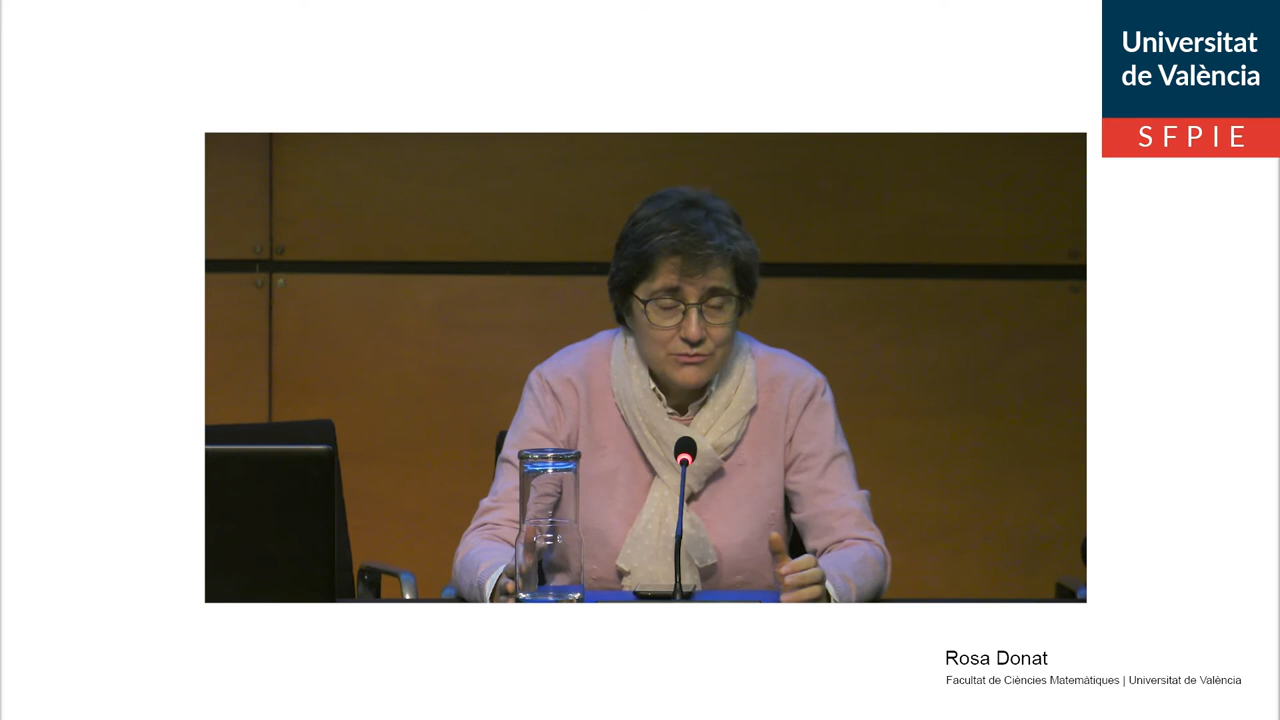 Universitat
de València
SFPIE
Rosa Donat
Facultat de Ciències Matemàtiques | Universitat de València